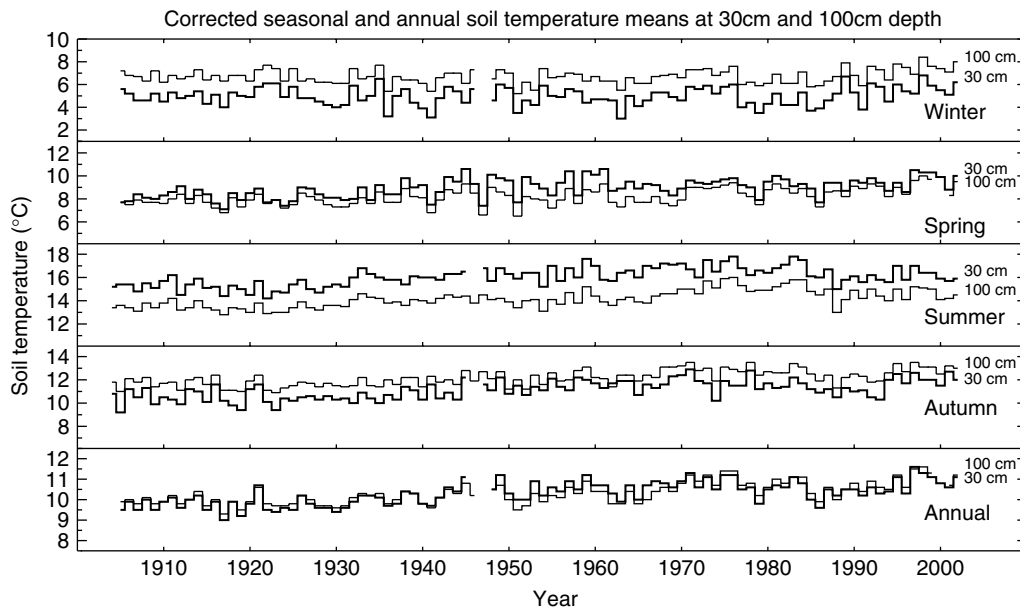 Corrected seasonal and annual soil temperature means at 30cm and 100cm depth
Soil temperature (°C)
10
8
6
4
2
100 cm
30 cm
Winter
12
10
8
6
30 cm
100 cm
Spring
18
16
14
12
30 cm
100 cm
Summer
14
12
10
8
100 cm
30 cm
Autumn
12
11
10
9
8
100 cm
30 cm
Annual
1910 1920 1930 1940 1950 1960 1970 1980 1990 2000
Year